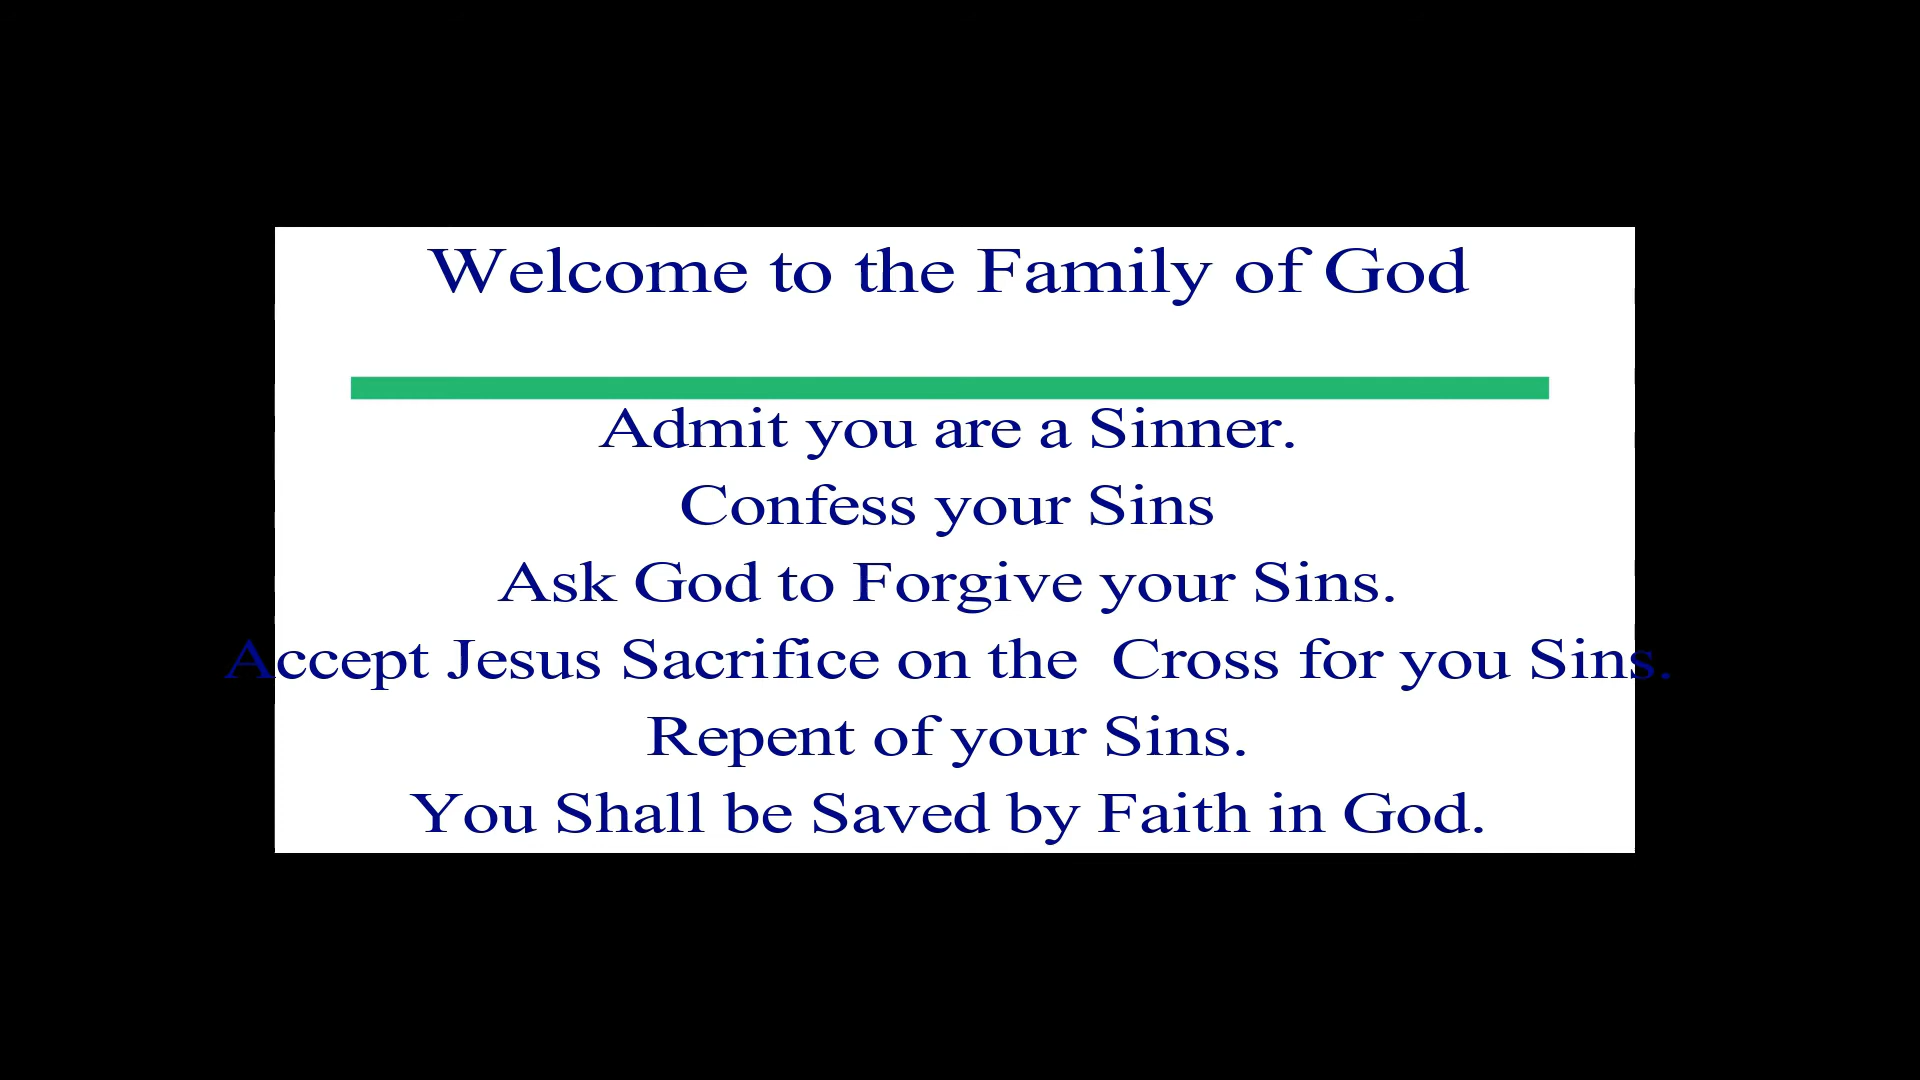 Welcome to the Family of God
Admit you are a Sinner.
Confess your Sins
Ask God to Forgive your Sins.
Accept Jesus Sacrifice on the  Cross for you Sins.
Repent of your Sins.
You Shall be Saved by Faith in God.